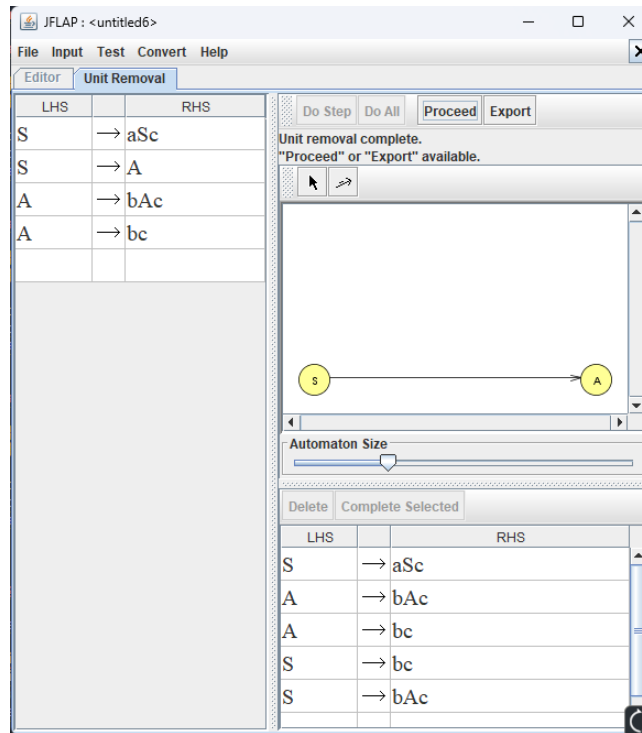 JFLAP : <untitled6>
File Input Test Convert Help
Editor Unit Removal
LHS RHS
S → aSc
S → A
A → bAc
A → bc
Do Step Do All Proceed Export
Unit removal complete.
"Proceed" or "Export" available.
S A
Automaton Size
Delete Complete Selected
LHS RHS
S → aSc
A → bAc
A → bc
S → bc
S → bAc